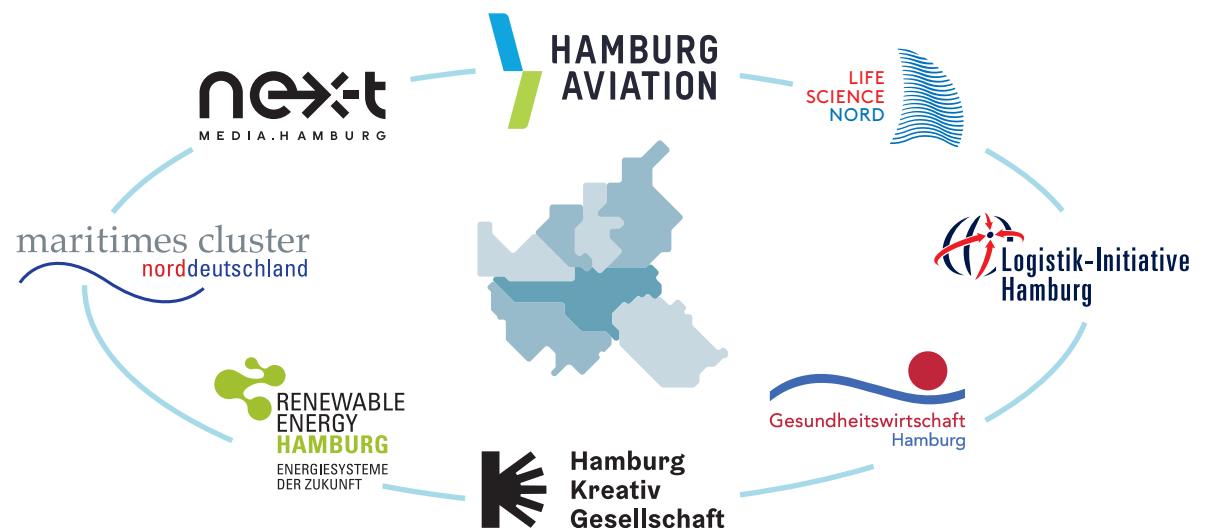 HAMBURG
AVIATION
next
MEDIA.HAMBURG
LIFE
SCIENCE
NORD
maritimes cluster
norddeutschland
Logistik-Initiative
Hamburg
RENEWABLE
ENERGY
HAMBURG
ENERGIESYSTEME
DER ZUKUNFT
Gesundheitswirtschaft
Hamburg
Hamburg
Kreativ
Gesellschaft